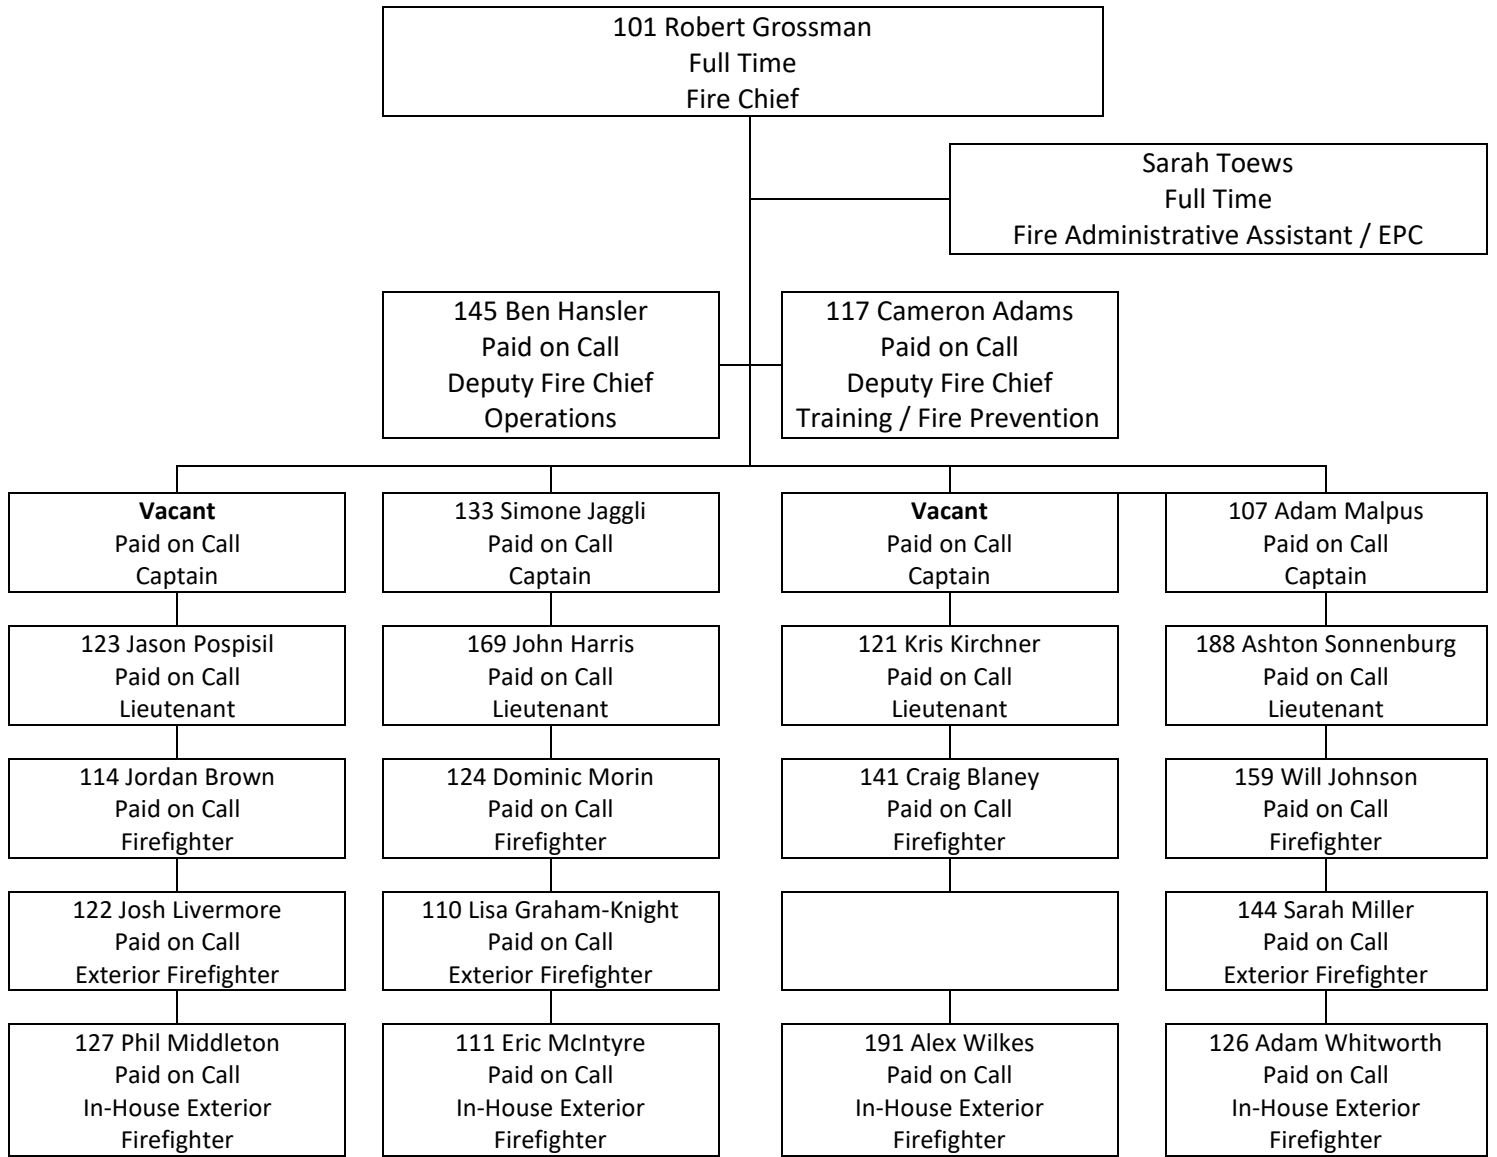 101 Robert Grossman
Full Time
Fire Chief
Sarah Toews
Full Time
Fire Administrative Assistant / EPC
145 Ben Hansler
Paid on Call
Deputy Fire Chief
Operations
117 Cameron Adams
Paid on Call
Deputy Fire Chief
Training / Fire Prevention
Vacant
Paid on Call
Captain
133 Simone Jaggli
Paid on Call
Captain
Vacant
Paid on Call
Captain
107 Adam Malpus
Paid on Call
Captain
123 Jason Pospisil
Paid on Call
Lieutenant
169 John Harris
Paid on Call
Lieutenant
121 Kris Kirchner
Paid on Call
Lieutenant
188 Ashton Sonnenburg
Paid on Call
Lieutenant
114 Jordan Brown
Paid on Call
Firefighter
124 Dominic Morin
Paid on Call
Firefighter
141 Craig Blaney
Paid on Call
Firefighter
159 Will Johnson
Paid on Call
Firefighter
122 Josh Livermore
Paid on Call
Exterior Firefighter
110 Lisa Graham-Knight
Paid on Call
Exterior Firefighter
144 Sarah Miller
Paid on Call
Exterior Firefighter
127 Phil Middleton
Paid on Call
In-House Exterior
Firefighter
111 Eric McIntyre
Paid on Call
In-House Exterior
Firefighter
191 Alex Wilkes
Paid on Call
In-House Exterior
Firefighter
126 Adam Whitworth
Paid on Call
In-House Exterior
Firefighter